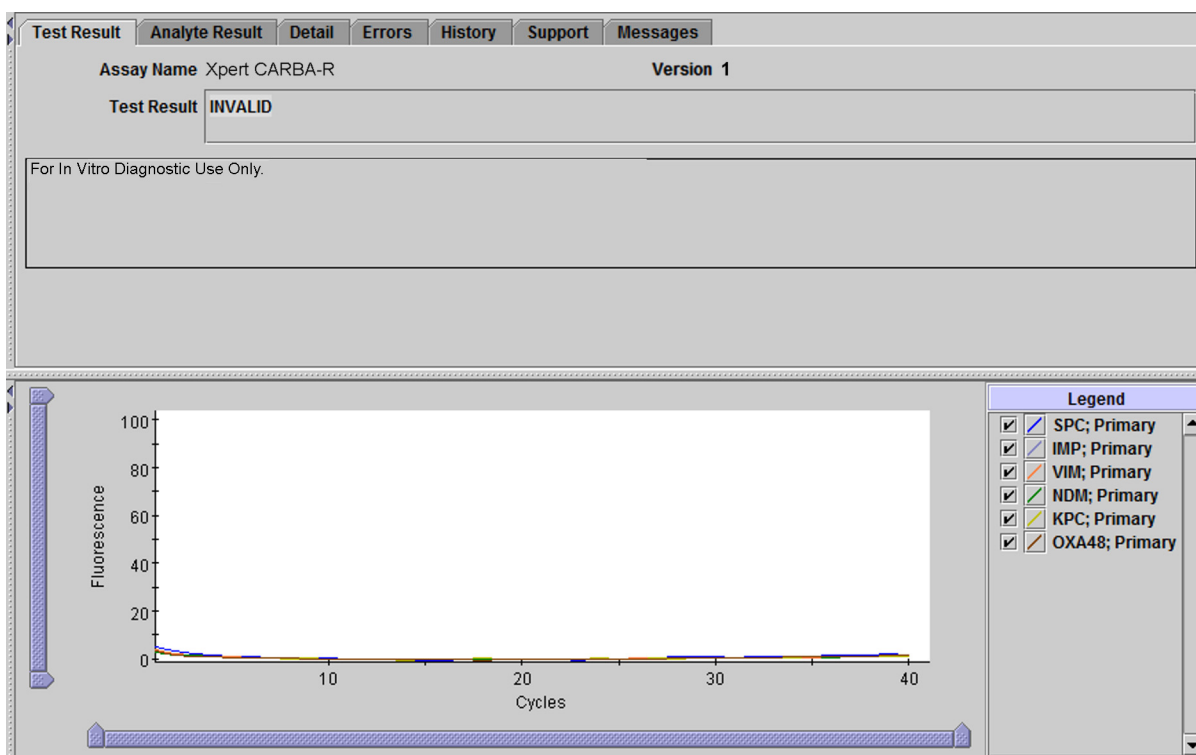 Test Result Analyte Result Detail Errors History Support Messages
Assay Name Xpert CARBA-R Version 1
Test Result INVALID
For In Vitro Diagnostic Use Only.
Legend
SPC; Primary
IMP; Primary
VIM; Primary
NDM; Primary
KPC; Primary
OXA48; Primary
Fluorescence
100
80
60
40
20
0
10 20 30 40
Cycles